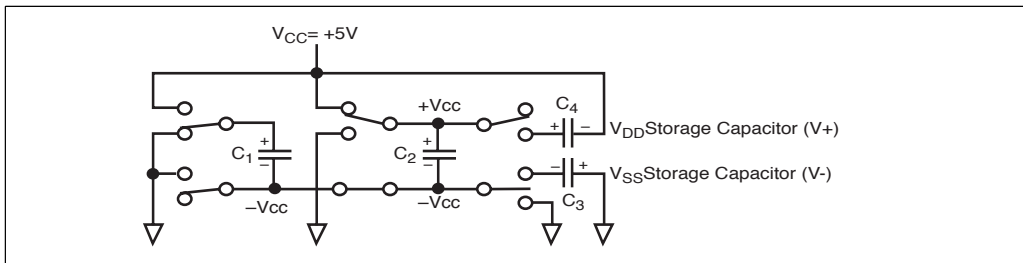 VCC= +5V
+Vcc
C4
+ –
VDDStorage Capacitor (V+)
+
C1
–
+
C2
–
– +
VSSStorage Capacitor (V-)
C3
–Vcc
–Vcc